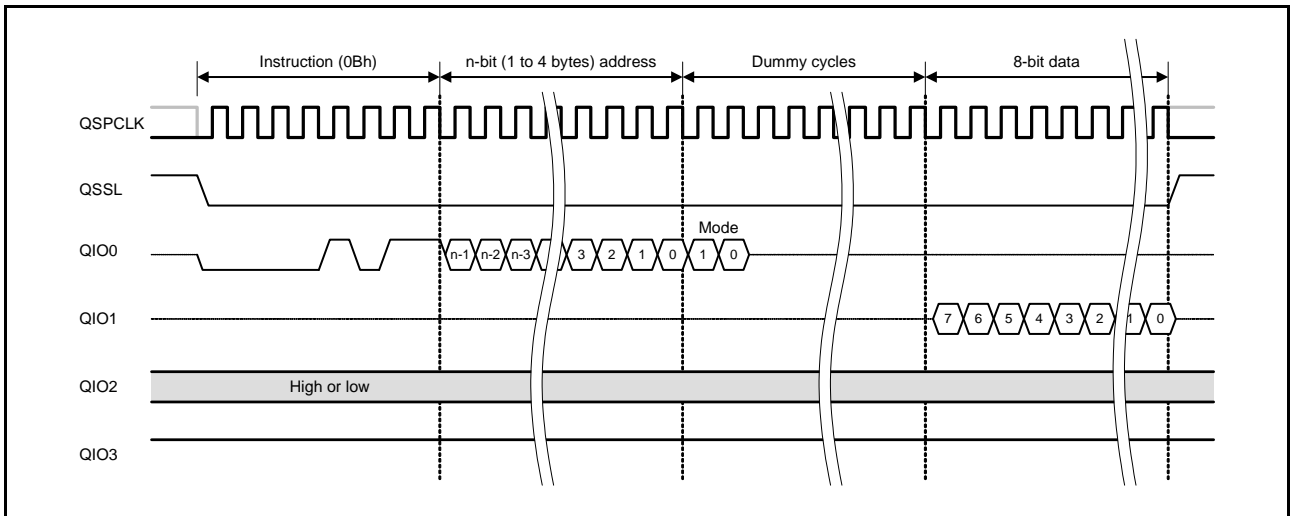 Instruction (0Bh) n-bit (1 to 4 bytes) address Dummy cycles 8-bit data
QSPCLK
QSSL
Mode
QIO0 n-1 n-2 n-3 3 2 1 0 1 0
QIO1 7 6 5 4 3 2 1 0
QIO2 High or low
QIO3